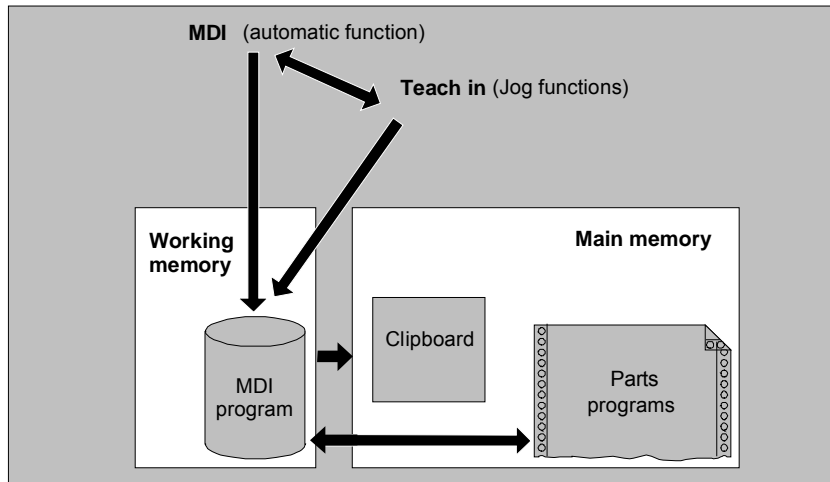 MDI (automatic function)
Teach in (Jog functions)
Working
memory
Main memory
Clipboard
MDI
program
Parts
programs